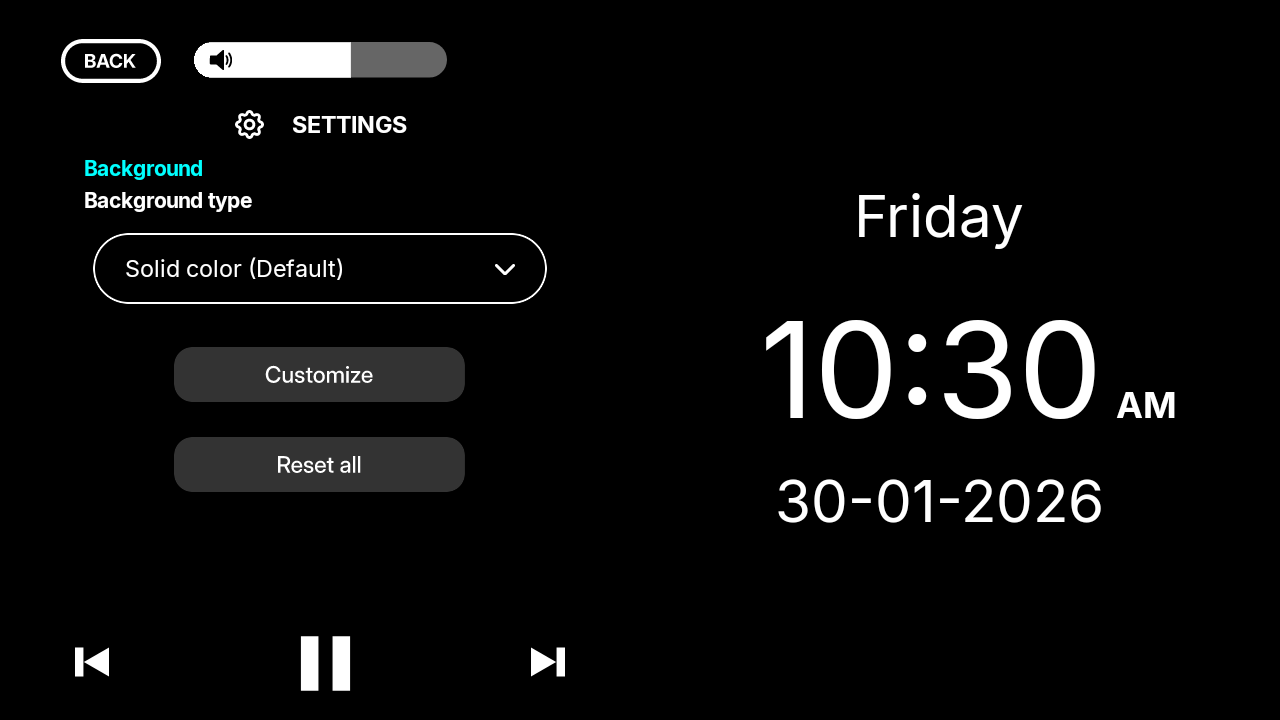 BACK
SETTINGS
Background
Background type
Solid color (Default)
Customize
Reset all
Friday
10:30 AM
30-01-2026